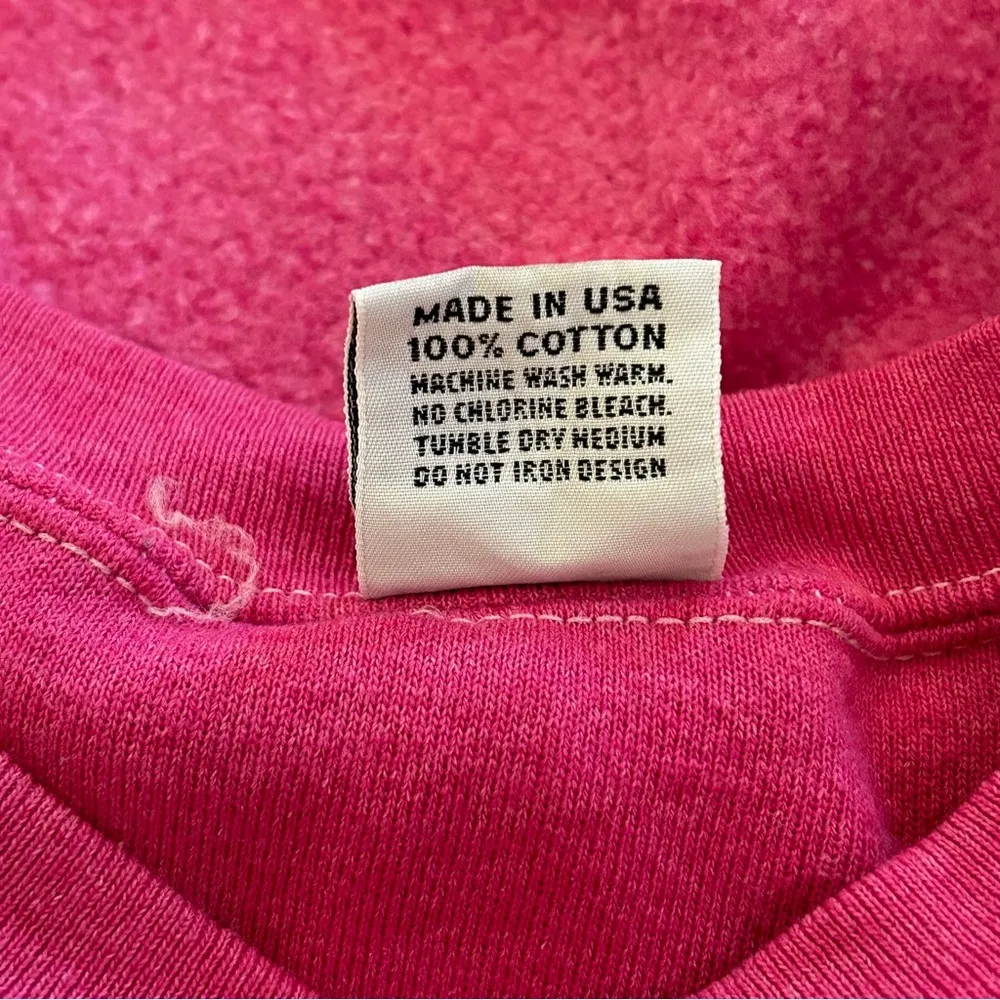 MADE IN USA
100% COTTON
MACHINE WASH WARM.
NO CHLORINE BLEACH.
TUMBLE DRY MEDIUM
DO NOT IRON DESIGN